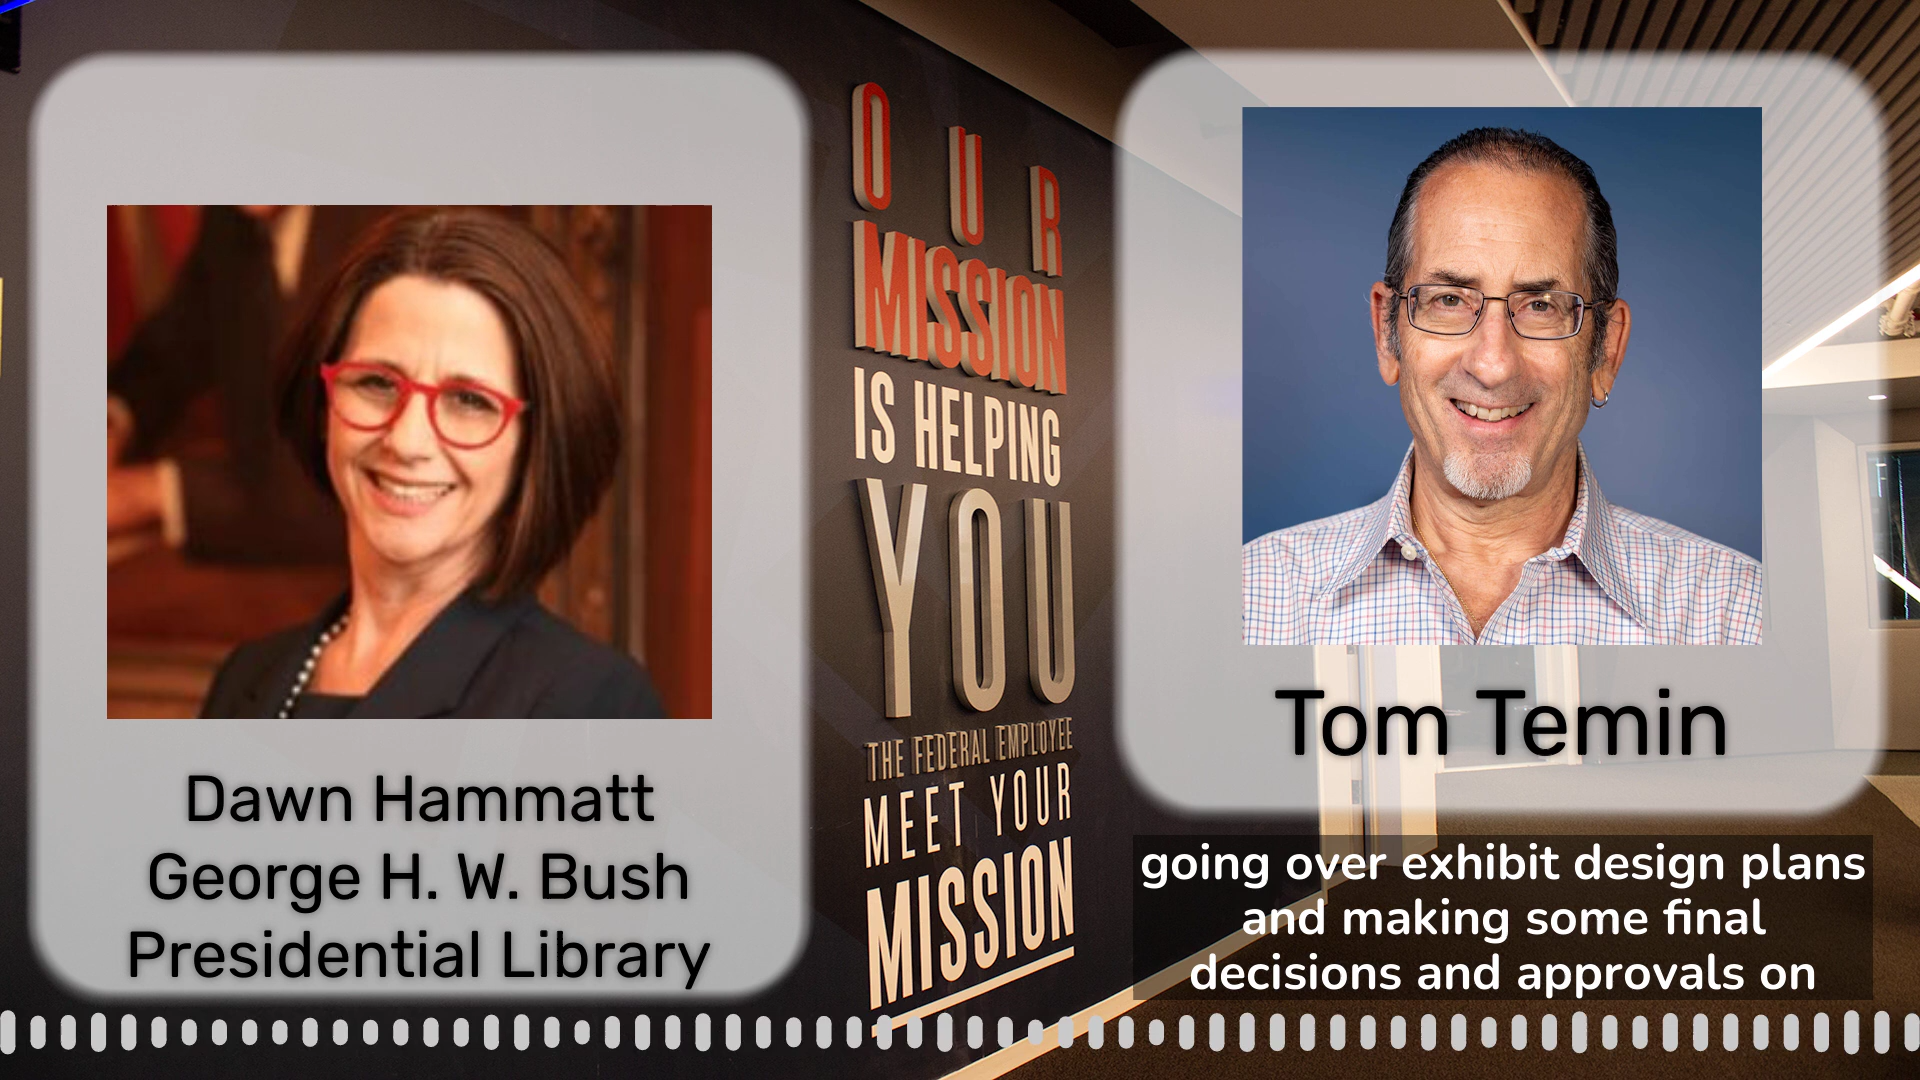 Dawn Hammatt
George H. W. Bush
Presidential Library
OUR
MISSION
IS HELPING
YOU
THE FEDERAL EMPLOYEE
MEET YOUR
MISSION
Tom Temin
going over exhibit design plans
and making some final
decisions and approvals on